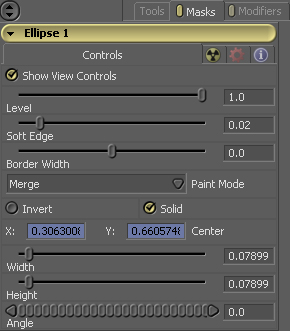 Tools Masks Modifiers
Ellipse 1
Controls
Show View Controls
1.0
Level
0.02
Soft Edge
0.0
Border Width
Merge Paint Mode
Invert Solid
X: 0.3063008 Y: 0.6605748 Center
0.07899
Width
0.07899
Height
0.0
Angle